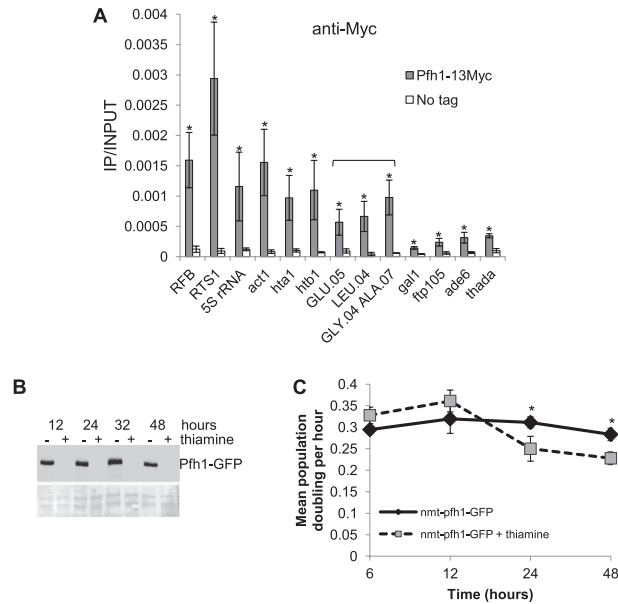 A
anti-Myc
IP/INPUT
0.004
0.0035
0.003
0.0025
0.002
0.0015
0.001
0.0005
0
Pfh1-13Myc
No tag
* * * * * * * * * * * * *
RFB
RTS1
5S rRNA
act1
hta1
htb1
GLU.05
LEU.04
GLY.04 ALA.07
gal1
ftp105
ade6
thada
B
12 24 32 48 hours
- + - + - + - + thiamine
Pfh1-GFP
C
Mean population
doubling per hour
0.4
0.35
0.3
0.25
0.2
0.15
0.1
0.05
0
* *
nmt-pfh1-GFP
nmt-pfh1-GFP + thiamine
6 12 24 48
Time (hours)